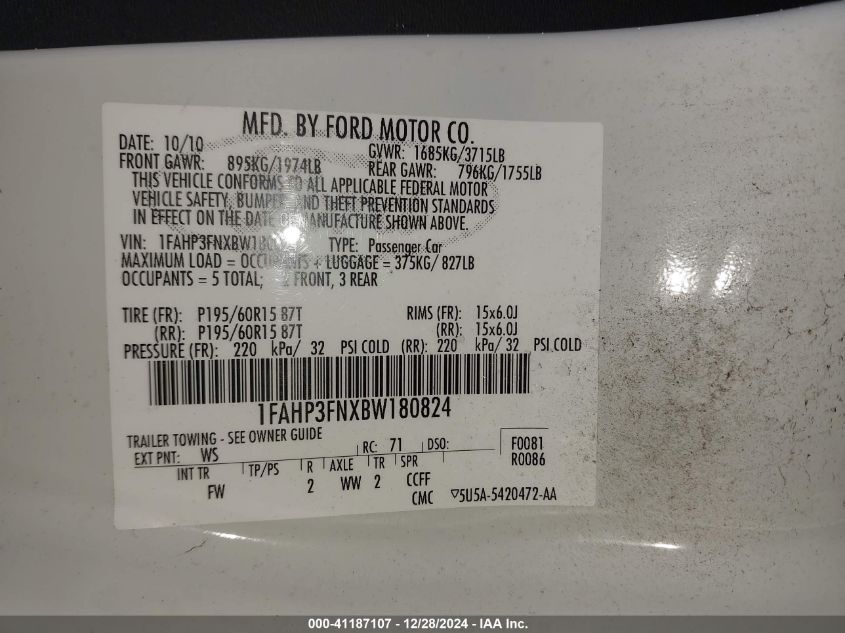 MFD. BY FORD MOTOR CO.
DATE: 10/10 GVWR: 1685KG/3715LB
FRONT GAWR: 895KG/1974LB REAR GAWR: 796KG/1755LB
THIS VEHICLE CONFORMS TO ALL APPLICABLE FEDERAL MOTOR
VEHICLE SAFETY, BUMPER, AND THEFT PREVENTION STANDARDS
IN EFFECT ON THE DATE OF MANUFACTURE SHOWN ABOVE.
VIN: 1FAHP3FNXBW180 TYPE: Passenger Car
MAXIMUM LOAD = OCCUPANTS + LUGGAGE = 375KG/ 827LB
OCCUPANTS = 5 TOTAL; 2 FRONT, 3 REAR
TIRE (FR): P195/60R15 87T RIMS (FR): 15x6.0J
(RR): P195/60R15 87T (RR): 15x6.0J
PRESSURE (FR): 220 kPa/ 32 PSI COLD (RR): 220 kPa/ 32 PSI COLD
1FAHP3FNXBW180824
TRAILER TOWING - SEE OWNER GUIDE
EXT PNT: WS RC: 71 DSO: F0081
R0086
INT TR TP/PS R AXLE TR SPR
FW 2 WW 2 CCFF
CMC ▽5U5A-5420472-AA
000-41187107 - 12/28/2024 - IAA Inc.